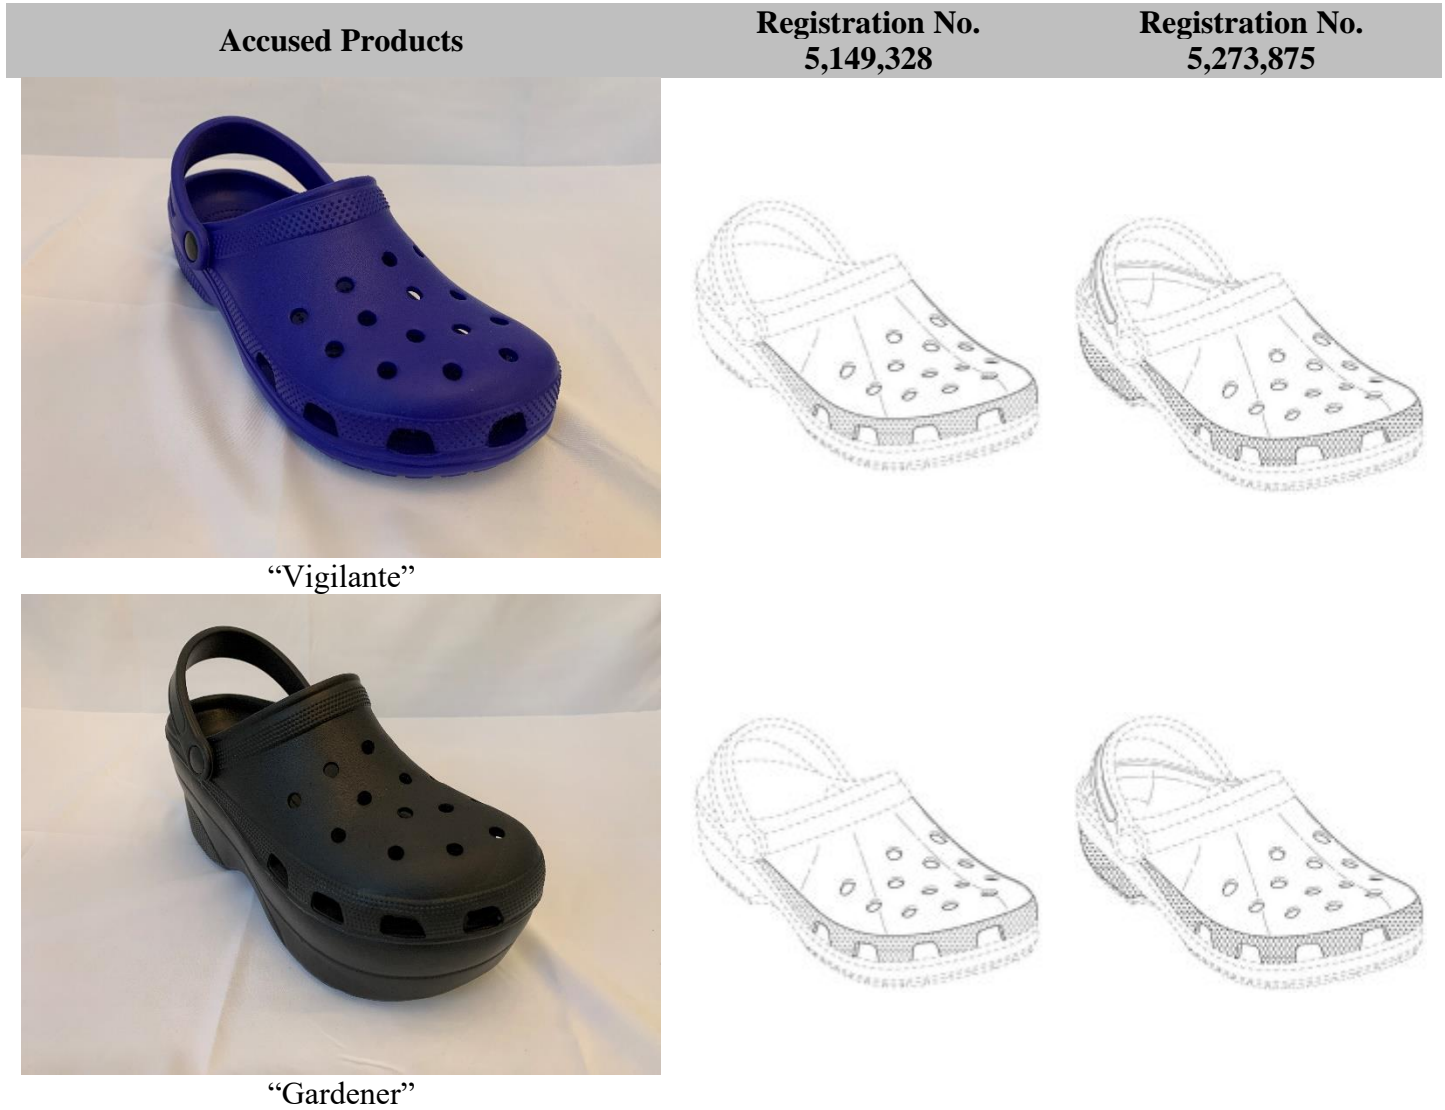 Accused Products
Registration No.
5,149,328
Registration No.
5,273,875
“Vigilante”
“Gardener”